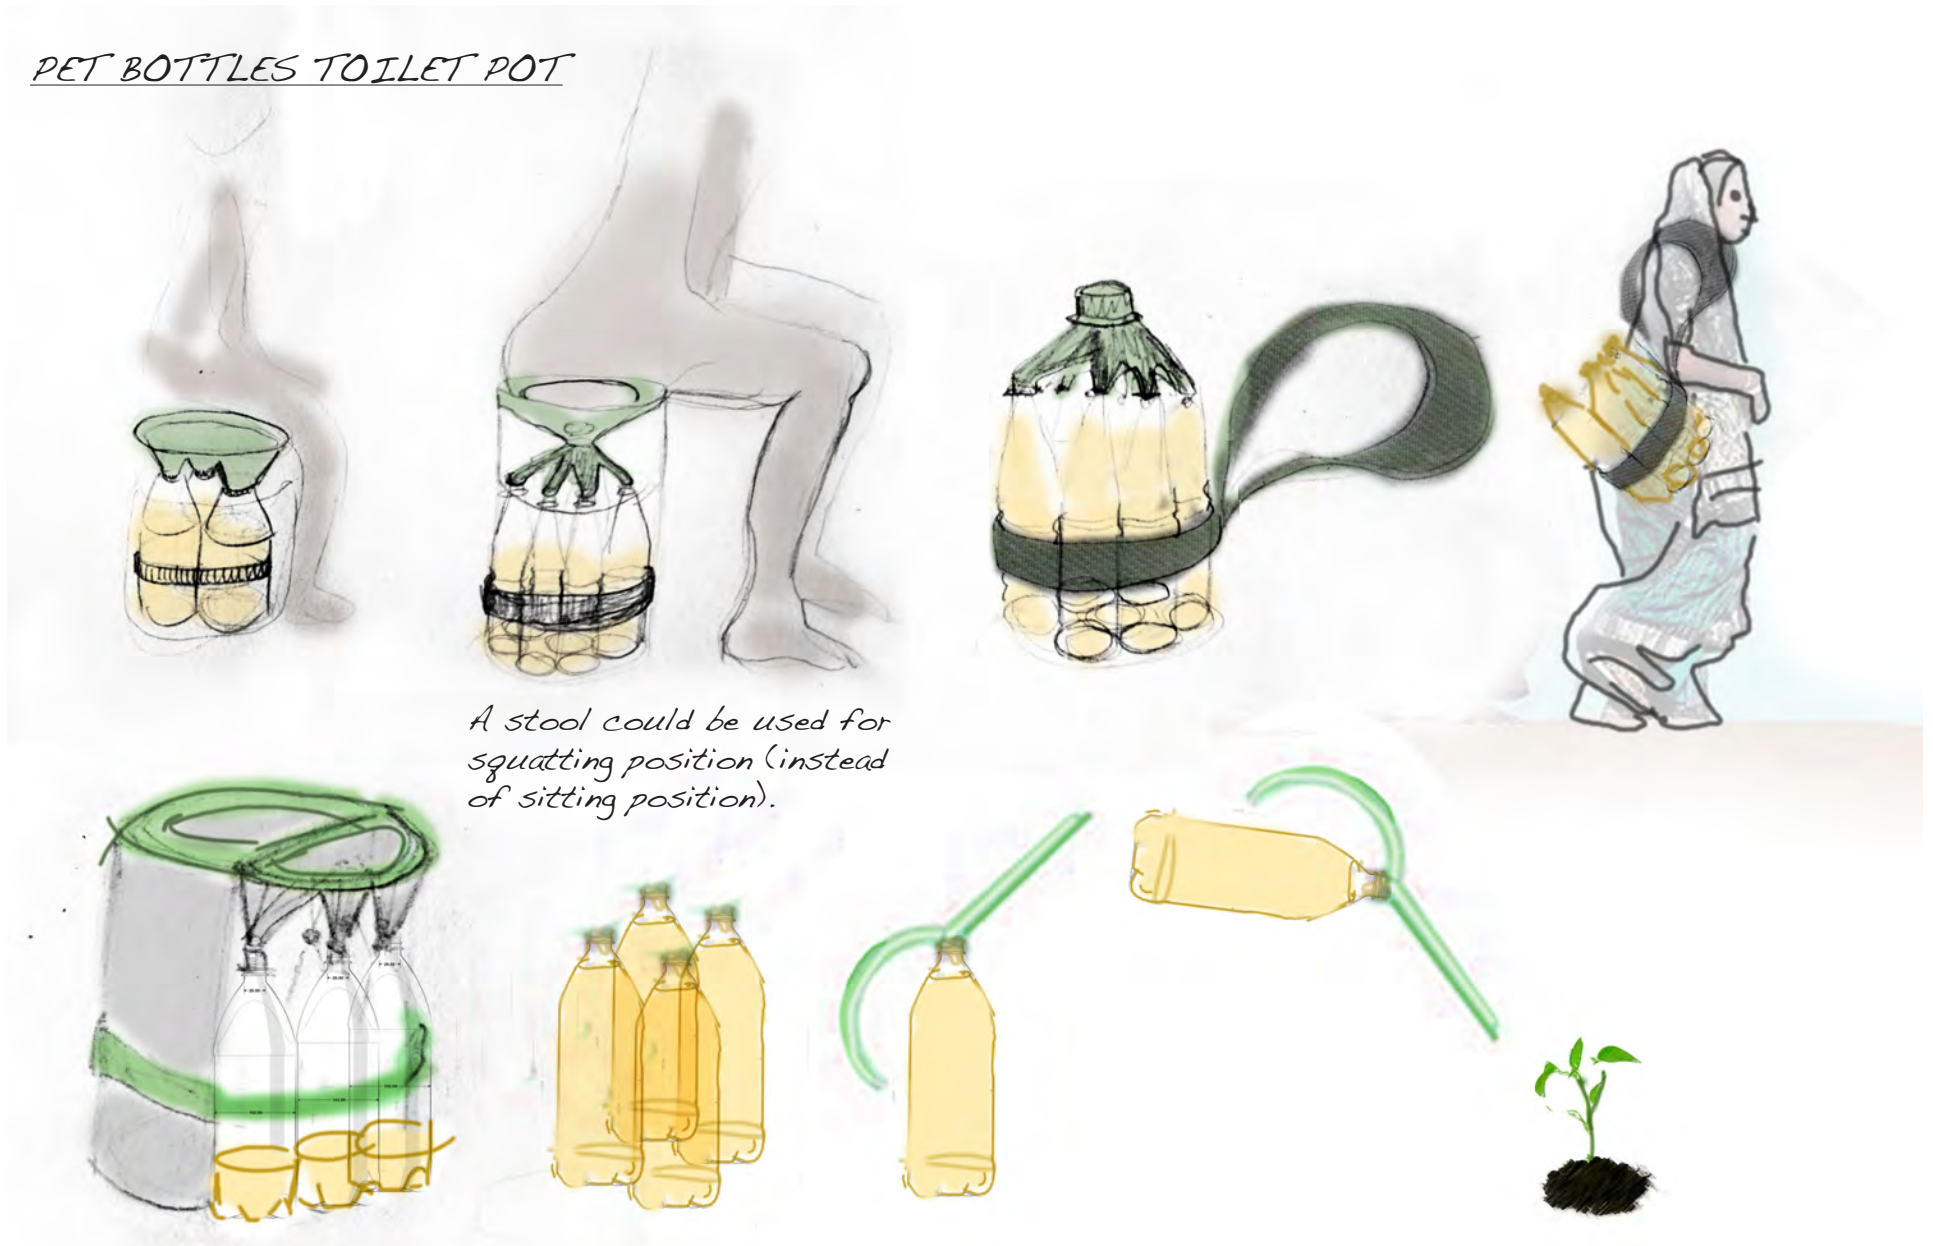 PET BOTTLES TOILET POT
A stool could be used for
squatting position (instead
of sitting position).